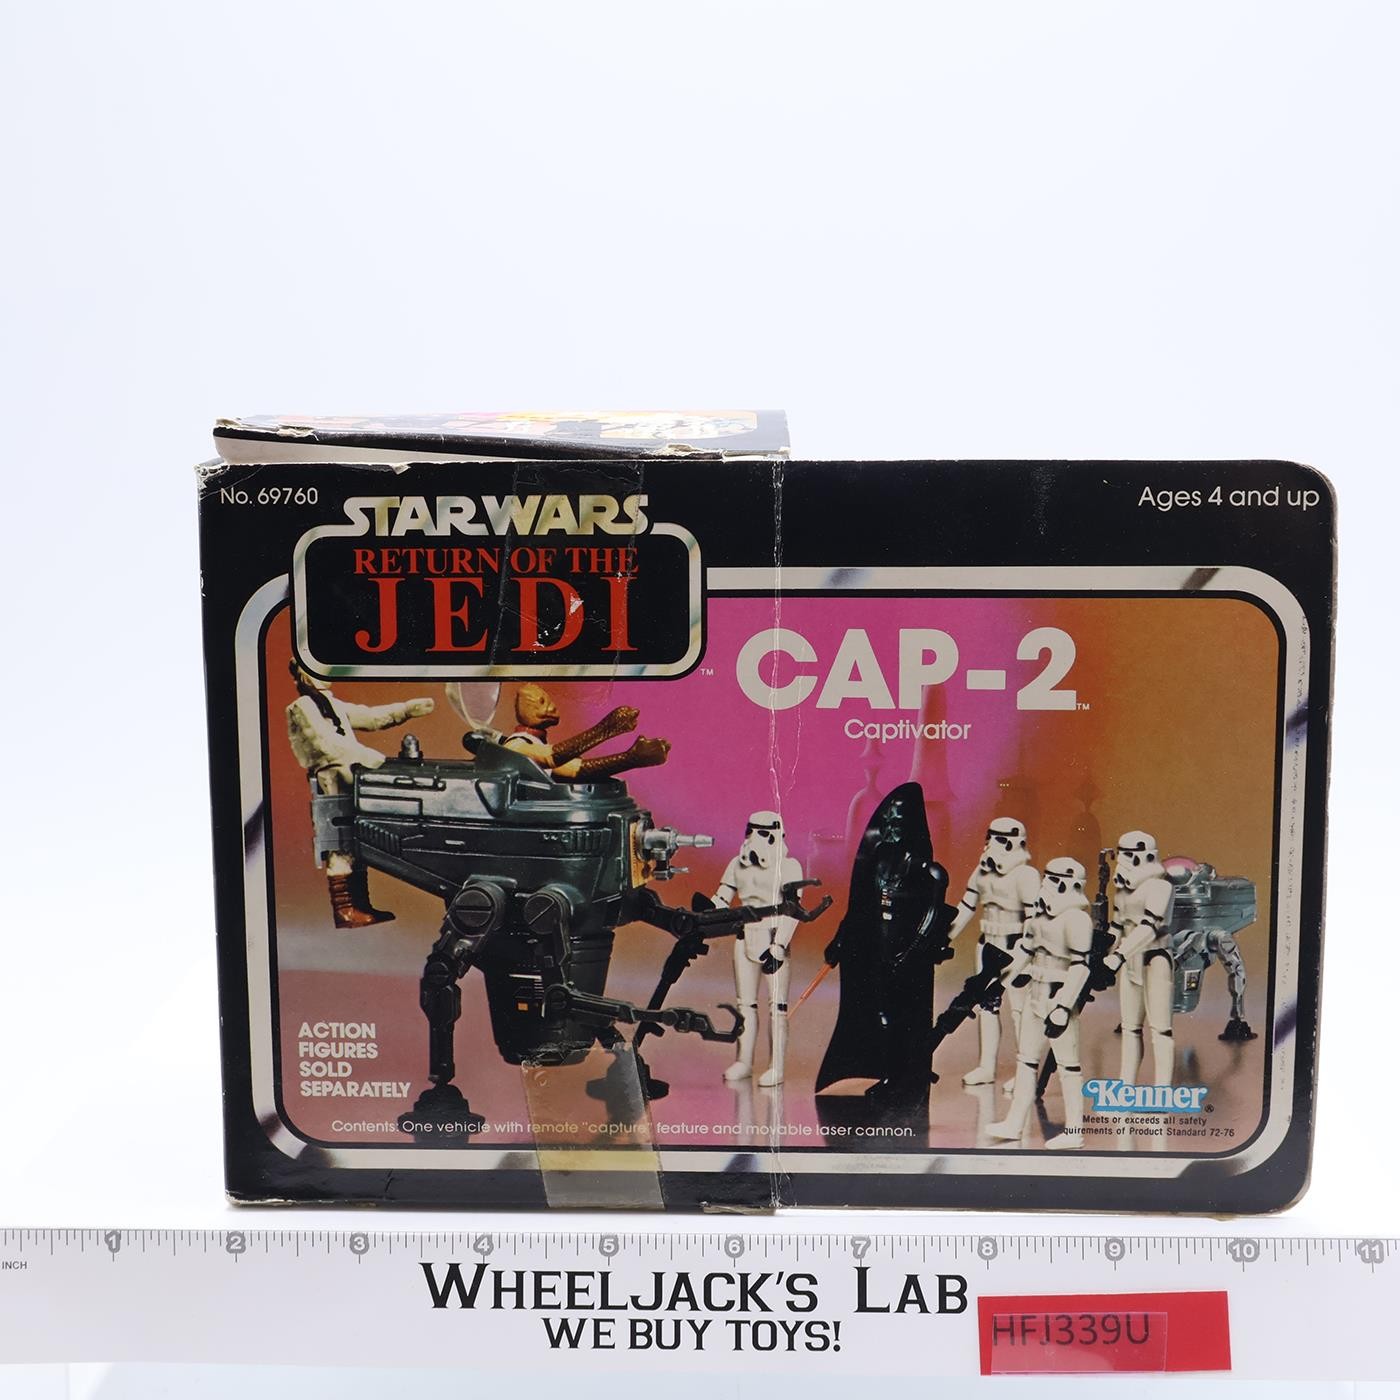 No. 69760
Ages 4 and up
STAR WARS
RETURN OF THE
JEDI
TM
CAP-2
TM
Captivator
ACTION
FIGURES
SOLD
SEPARATELY
Contents: One vehicle with remote "capture" feature and movable laser cannon.
Kenner®
Meets or exceeds all safety
quirements of Product Standard 72-76
INCH
1 2 3 4 5 6 7 8 9 10 11
WHEELJACK'S LAB
WE BUY TOYS!
HFJ339U